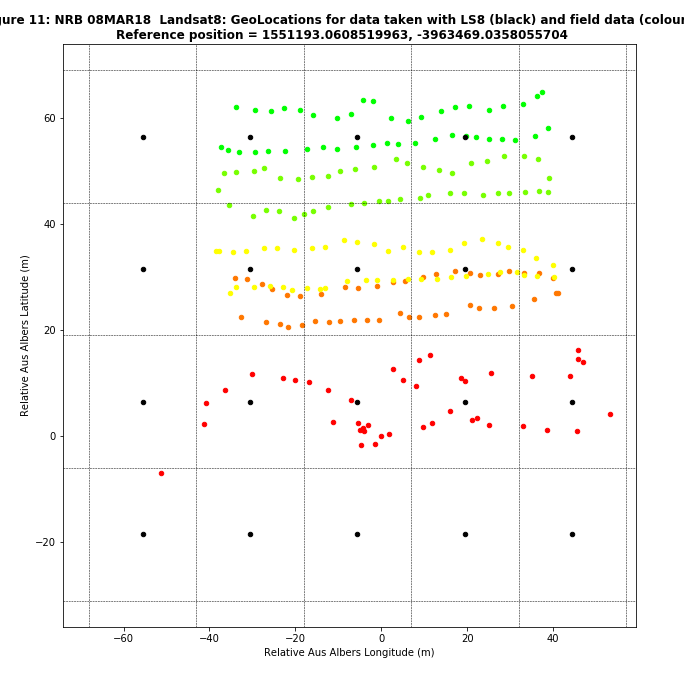 gure 11: NRB 08MAR18  Landsat8: GeoLocations for data taken with LS8 (black) and field data (colour
Reference position = 1551193.0608519963, -3963469.0358055704
60
40
20
0
−20
Relative Aus Albers Latitude (m)
−60
−40
−20
0
20
40
Relative Aus Albers Longitude (m)